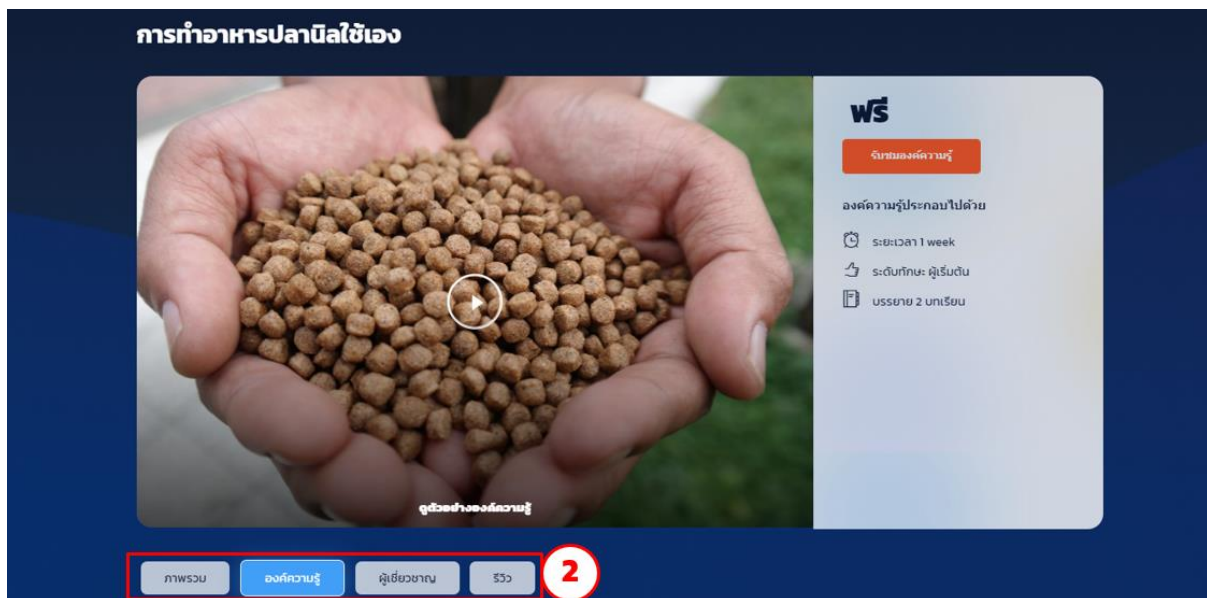 การทำอาหารปลานิลใช้เอง
ฟรี
รับชมองค์ความรู้
องค์ความรู้ประกอบไปด้วย
ระยะเวลา 1 week
ระดับทักษะ ผู้เริ่มต้น
บรรยาย 2 บทเรียน
ดูตัวอย่างองค์ความรู้
ภาพรวม องค์ความรู้ ผู้เชี่ยวชาญ รีวิว 2